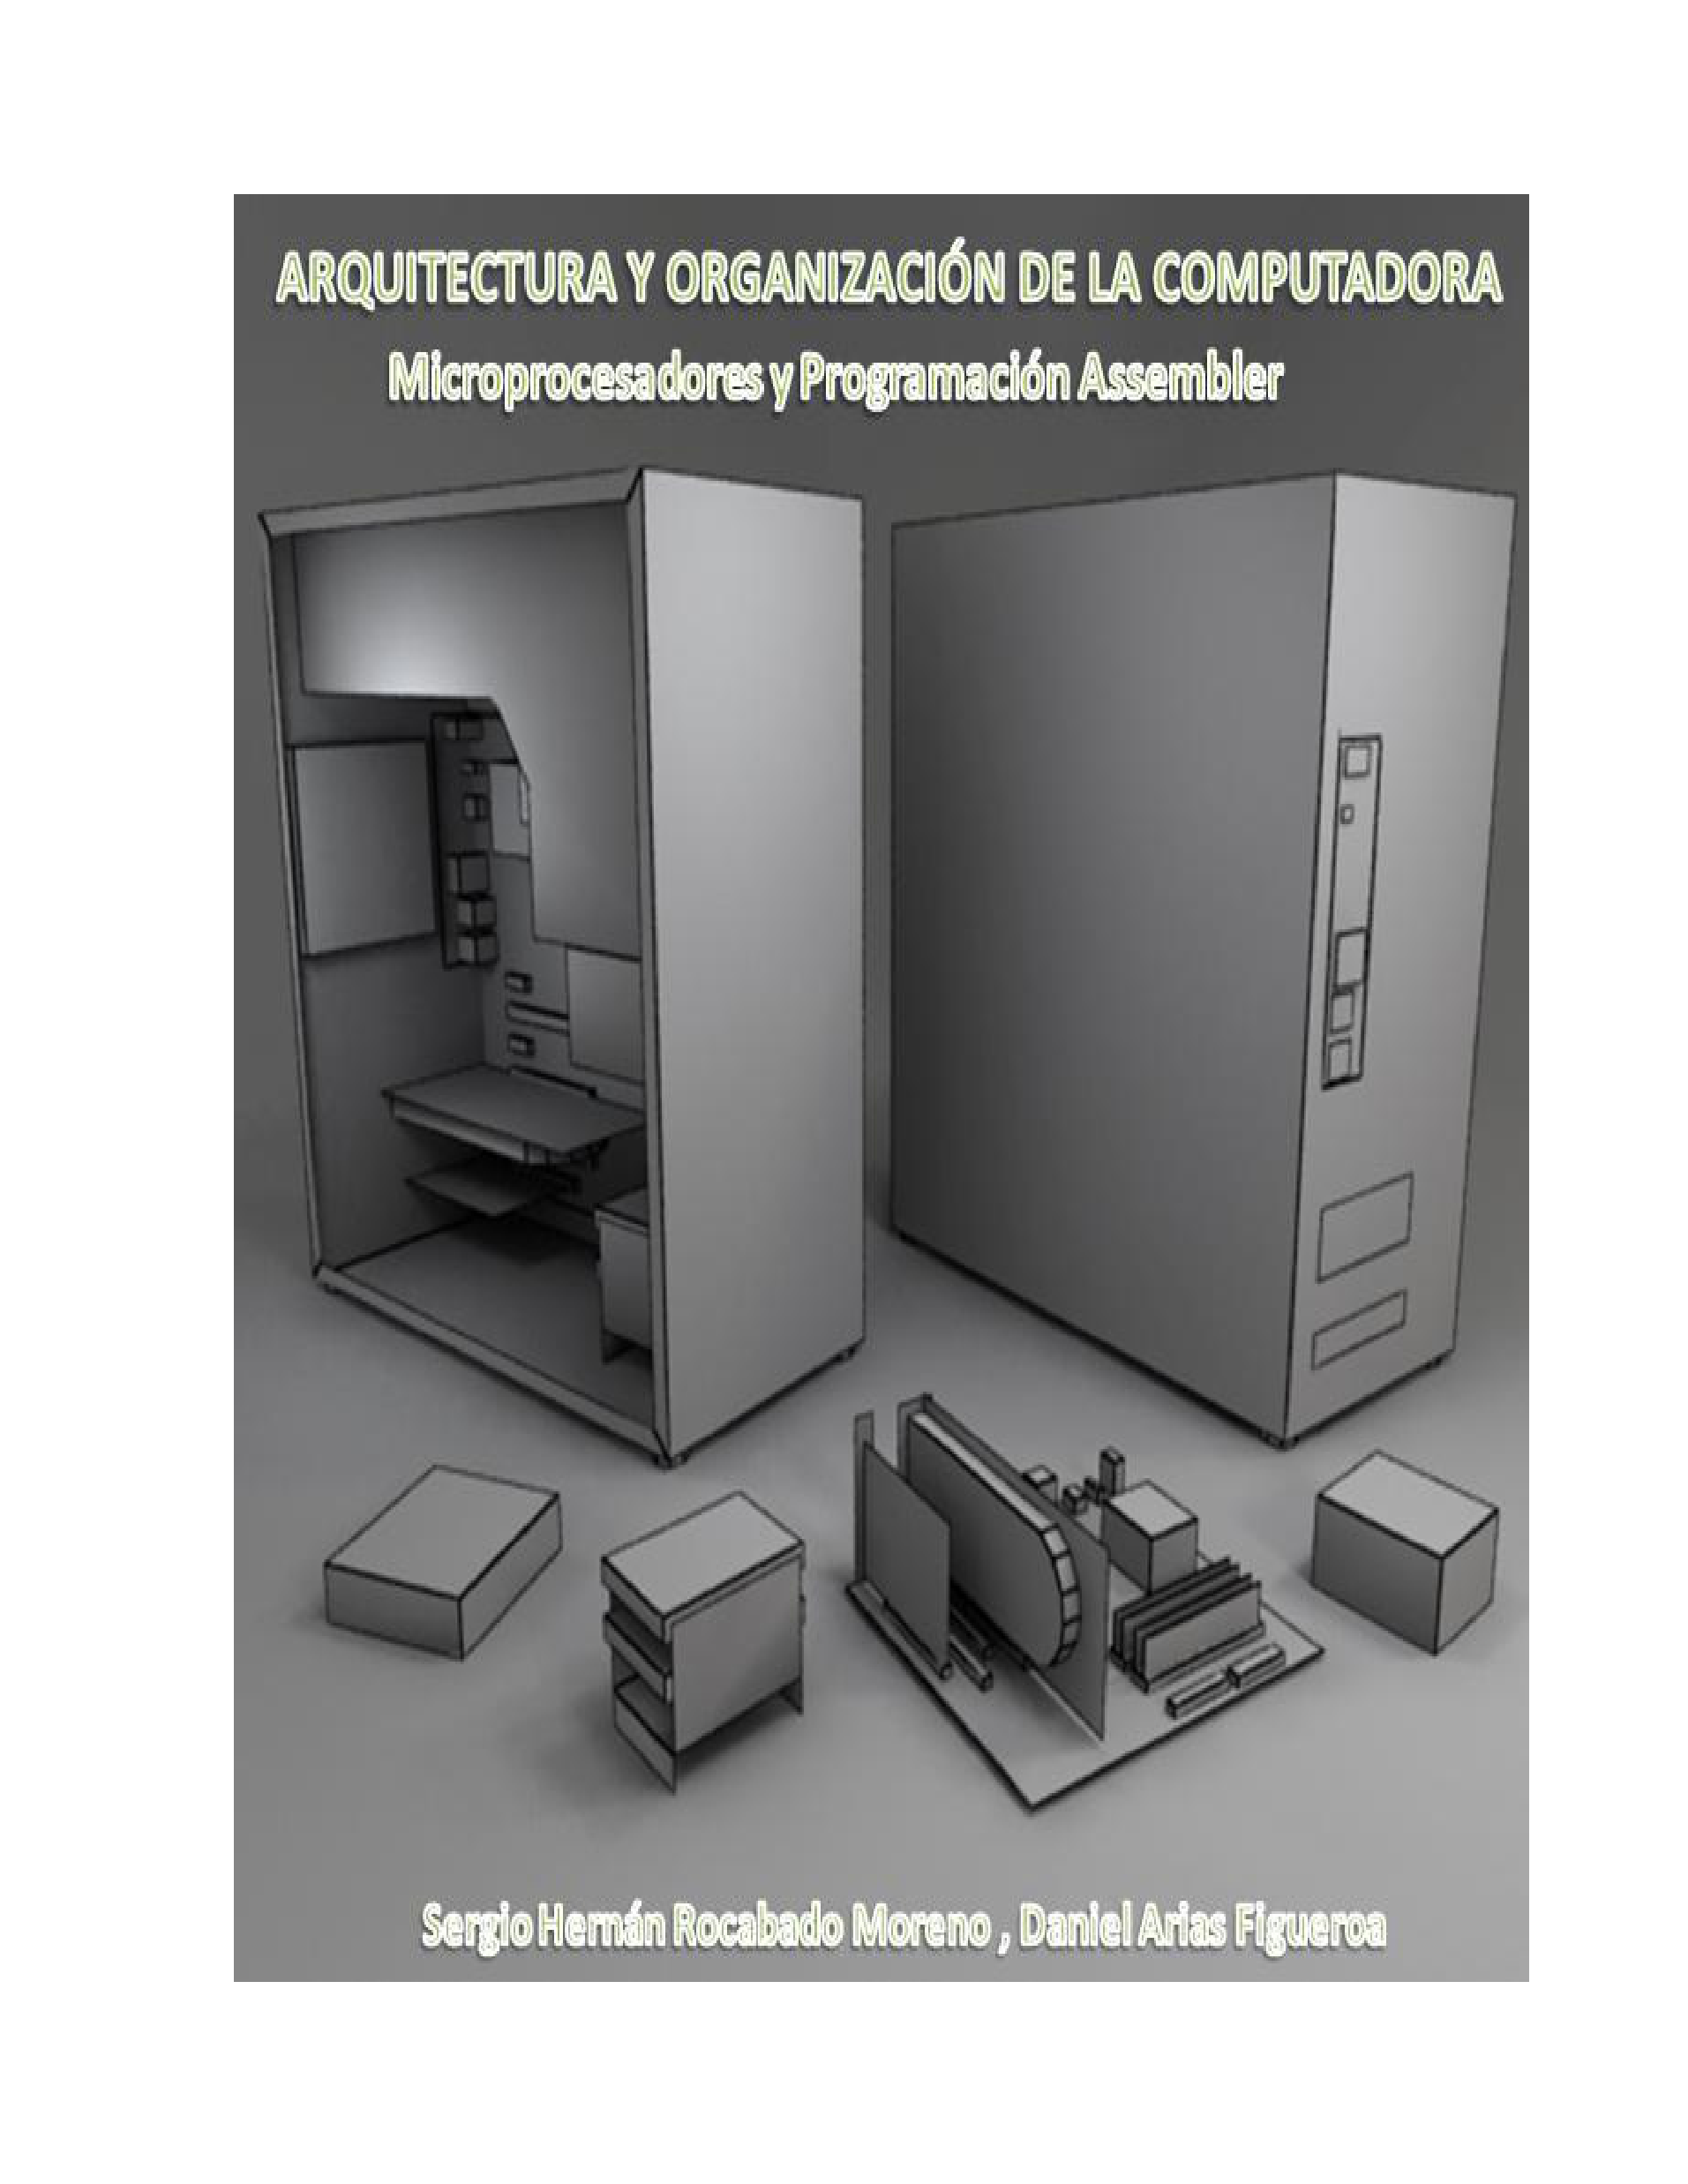 ARQUITECTURA Y ORGANIZACIÓN DE LA COMPUTADORA
Microprocesadores y Programación Assembler
Sergio Hernán Rocabado Moreno , Daniel Arias Figueroa